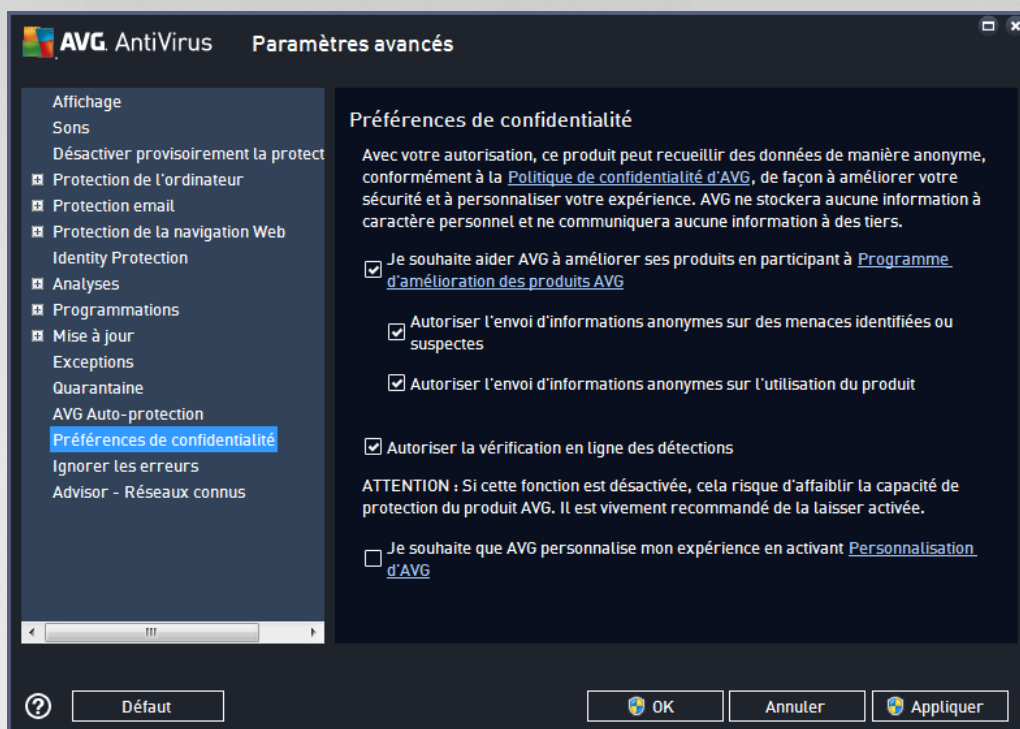 AVG. AntiVirus Paramètres avancés
Affichage
Sons
Désactiver provisoirement la protect
Protection de l'ordinateur
Protection email
Protection de la navigation Web
Identity Protection
Analyses
Programmations
Mise à jour
Exceptions
Quarantaine
AVG Auto-protection
Préférences de confidentialité
Ignorer les erreurs
Advisor - Réseaux connus
Préférences de confidentialité
Avec votre autorisation, ce produit peut recueillir des données de manière anonyme,
conformément à la Politique de confidentialité d'AVG, de façon à améliorer votre
sécurité et à personnaliser votre expérience. AVG ne stockera aucune information à
caractère personnel et ne communiquera aucune information à des tiers.
Je souhaite aider AVG à améliorer ses produits en participant à Programme
d'amélioration des produits AVG
Autoriser l'envoi d'informations anonymes sur des menaces identifiées ou
suspectes
Autoriser l'envoi d'informations anonymes sur l'utilisation du produit
Autoriser la vérification en ligne des détections
ATTENTION : Si cette fonction est désactivée, cela risque d'affaiblir la capacité de
protection du produit AVG. Il est vivement recommandé de la laisser activée.
Je souhaite que AVG personnalise mon expérience en activant Personnalisation
d'AVG
Défaut
OK
Annuler
Appliquer